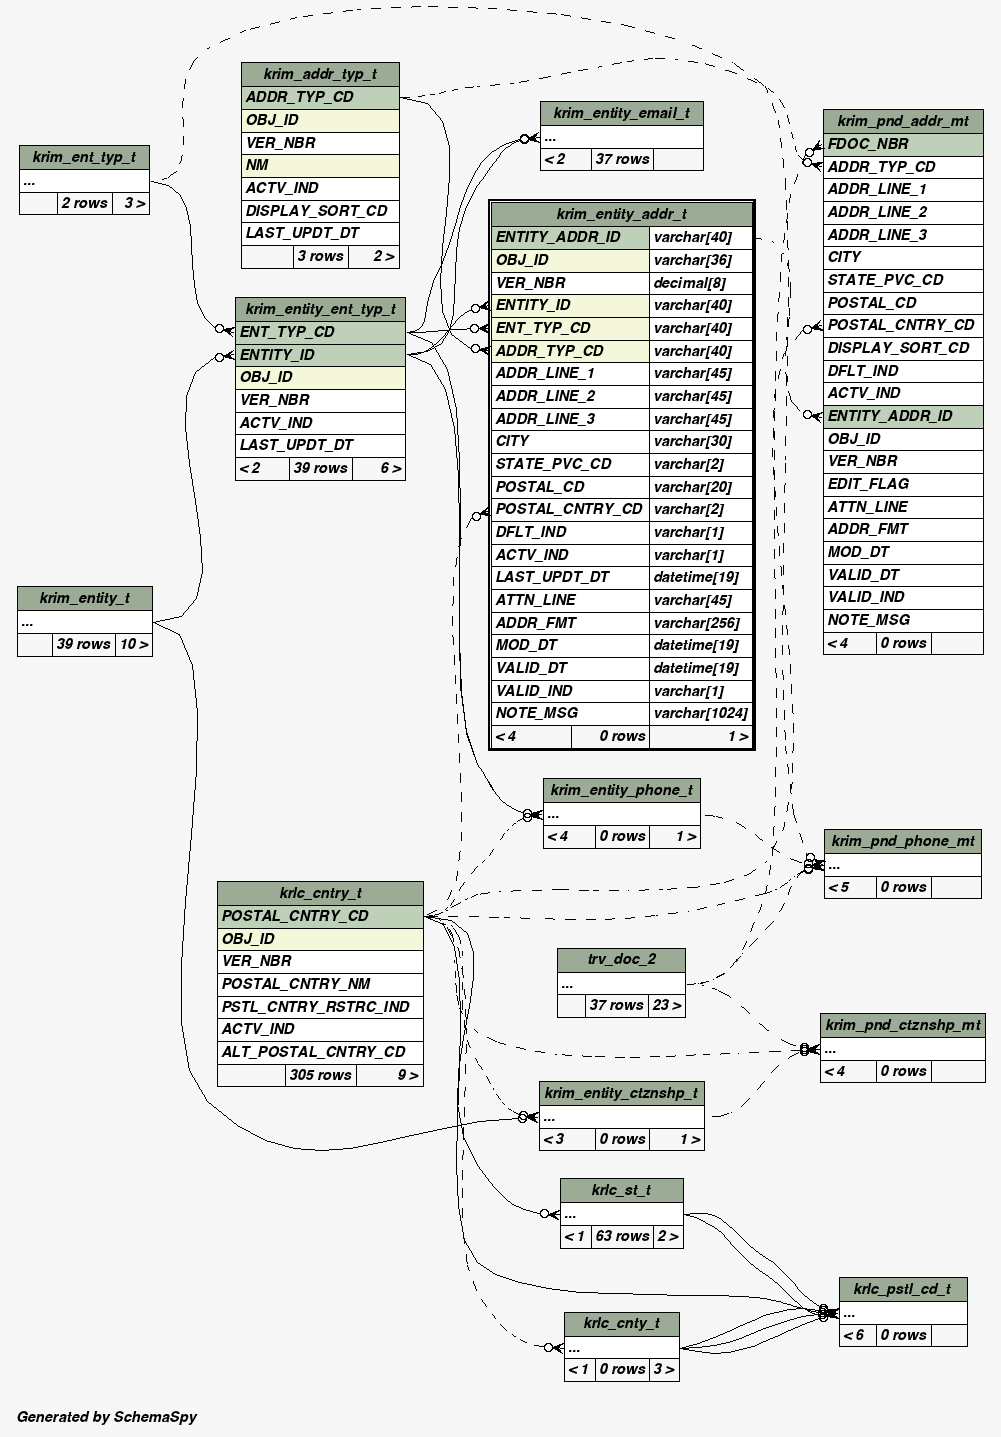 krim_ent_typ_t
...
2 rows 3 >
krim_addr_typ_t
ADDR_TYP_CD
OBJ_ID
VER_NBR
NM
ACTV_IND
DISPLAY_SORT_CD
LAST_UPDT_DT
3 rows 2 >
krim_entity_ent_typ_t
ENT_TYP_CD
ENTITY_ID
OBJ_ID
VER_NBR
ACTV_IND
LAST_UPDT_DT
< 2 39 rows 6 >
krim_entity_t
...
39 rows 10 >
krim_entity_email_t
...
< 2 37 rows
krim_entity_addr_t
ENTITY_ADDR_ID varchar[40]
OBJ_ID varchar[36]
VER_NBR decimal[8]
ENTITY_ID varchar[40]
ENT_TYP_CD varchar[40]
ADDR_TYP_CD varchar[40]
ADDR_LINE_1 varchar[45]
ADDR_LINE_2 varchar[45]
ADDR_LINE_3 varchar[45]
CITY varchar[30]
STATE_PVC_CD varchar[2]
POSTAL_CD varchar[20]
POSTAL_CNTRY_CD varchar[2]
DFLT_IND varchar[1]
ACTV_IND varchar[1]
LAST_UPDT_DT datetime[19]
ATTN_LINE varchar[45]
ADDR_FMT varchar[256]
MOD_DT datetime[19]
VALID_DT datetime[19]
VALID_IND varchar[1]
NOTE_MSG varchar[1024]
< 4 0 rows 1 >
krim_pnd_addr_mt
FDOC_NBR
ADDR_TYP_CD
ADDR_LINE_1
ADDR_LINE_2
ADDR_LINE_3
CITY
STATE_PVC_CD
POSTAL_CD
POSTAL_CNTRY_CD
DISPLAY_SORT_CD
DFLT_IND
ACTV_IND
ENTITY_ADDR_ID
OBJ_ID
VER_NBR
EDIT_FLAG
ATTN_LINE
ADDR_FMT
MOD_DT
VALID_DT
VALID_IND
NOTE_MSG
< 4 0 rows
krim_entity_phone_t
...
< 4 0 rows 1 >
krim_pnd_phone_mt
...
< 5 0 rows
krlc_cntry_t
POSTAL_CNTRY_CD
OBJ_ID
VER_NBR
POSTAL_CNTRY_NM
PSTL_CNTRY_RSTRC_IND
ACTV_IND
ALT_POSTAL_CNTRY_CD
305 rows 9 >
trv_doc_2
...
37 rows 23 >
krim_pnd_ctznshp_mt
...
< 4 0 rows
krim_entity_ctznshp_t
...
< 3 0 rows 1 >
krlc_st_t
...
< 1 63 rows 2 >
krlc_pstl_cd_t
...
< 6 0 rows
krlc_cnty_t
...
< 1 0 rows 3 >
Generated by SchemaSpy